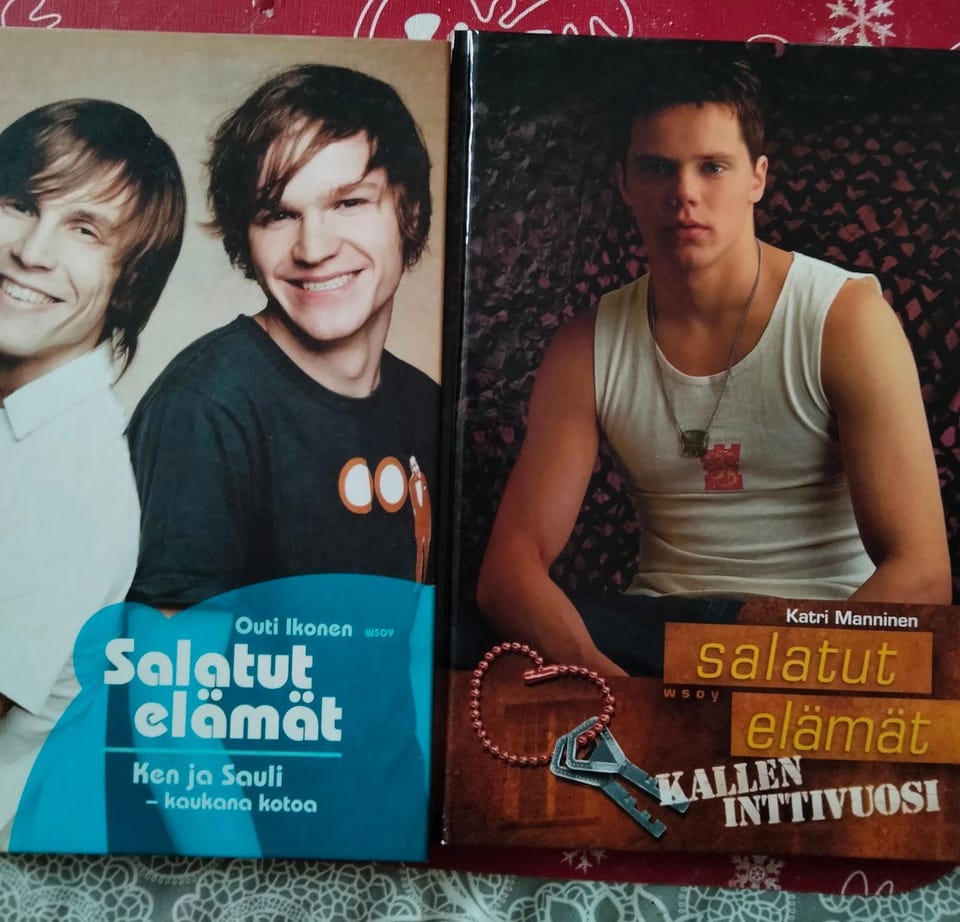 Outi Ikonen wsoy
Salatut
elämät
Ken ja Sauli
– kaukana kotoa
Katri Manninen
salatut
wsoy
elämät
KALLEN
INTTIVUOSI